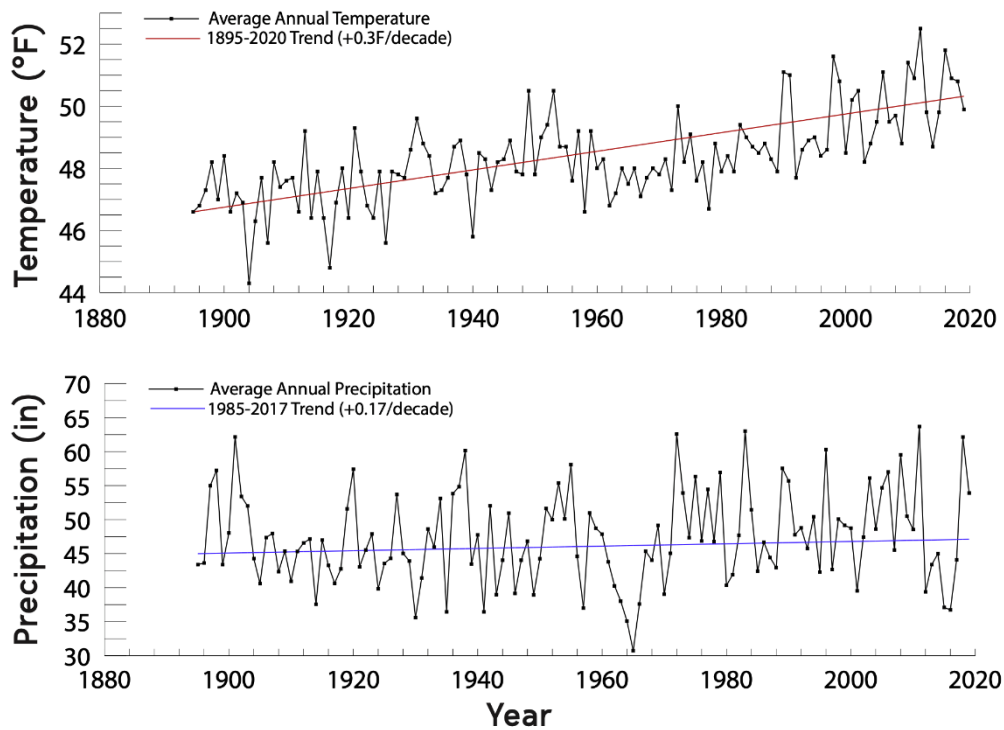 Average Annual Temperature
1895-2020 Trend (+0.3F/decade)
Temperature (°F)
52
50
48
46
44
1880 1900 1920 1940 1960 1980 2000 2020
Average Annual Precipitation
1985-2017 Trend (+0.17/decade)
Precipitation (in)
70
65
60
55
50
45
40
35
30
1880 1900 1920 1940 1960 1980 2000 2020
Year